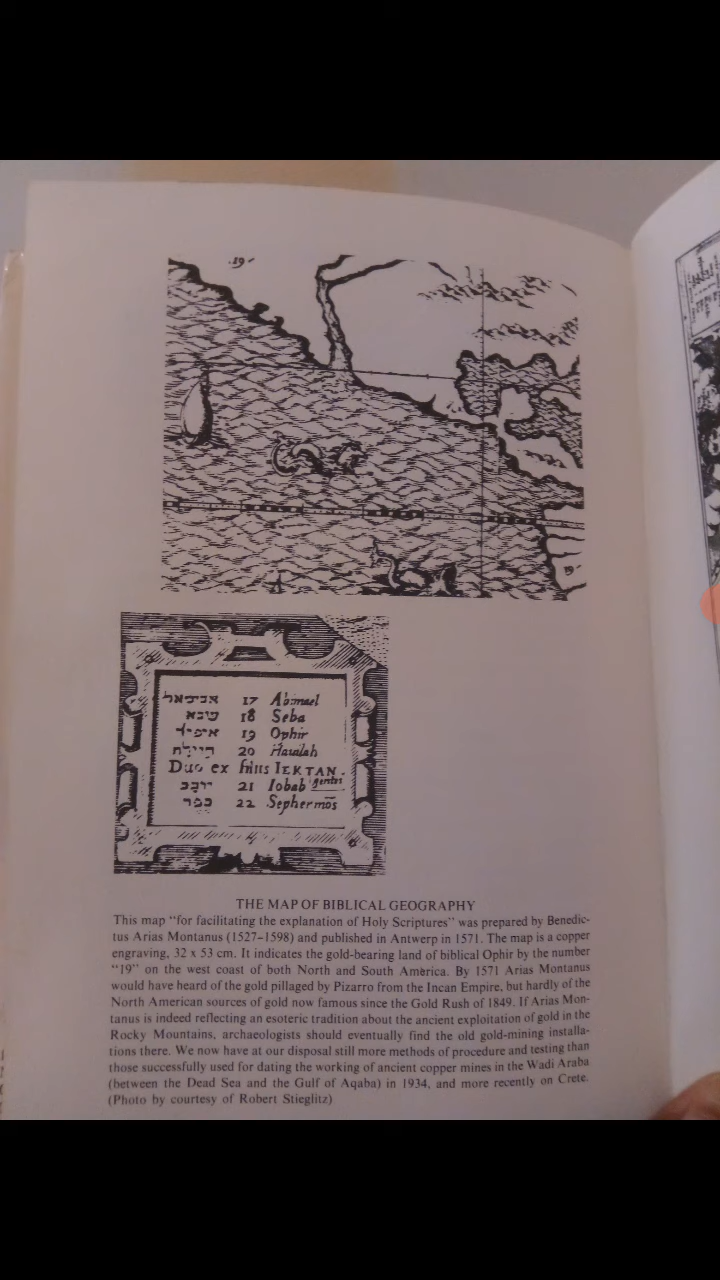 .19
19
אבימאל 17 Abimael
שבא 18 Seba
אופיר 19 Ophir
חויילה 20 Hauilah
Duo ex filiis IEKTAN.
יובב 21 Iobab gentes
ספר 22 Sephermōs
THE MAP OF BIBLICAL GEOGRAPHY
This map "for facilitating the explanation of Holy Scriptures" was prepared by Benedic-
tus Arias Montanus (1527–1598) and published in Antwerp in 1571. The map is a copper
engraving, 32 x 53 cm. It indicates the gold-bearing land of biblical Ophir by the number
"19" on the west coast of both North and South America. By 1571 Arias Montanus
would have heard of the gold pillaged by Pizarro from the Incan Empire, but hardly of the
North American sources of gold now famous since the Gold Rush of 1849. If Arias Mon-
tanus is indeed reflecting an esoteric tradition about the ancient exploitation of gold in the
Rocky Mountains, archaeologists should eventually find the old gold-mining installa-
tions there. We now have at our disposal still more methods of procedure and testing than
those successfully used for dating the working of ancient copper mines in the Wadi Araba
(between the Dead Sea and the Gulf of Aqaba) in 1934, and more recently on Crete.
(Photo by courtesy of Robert Stieglitz)